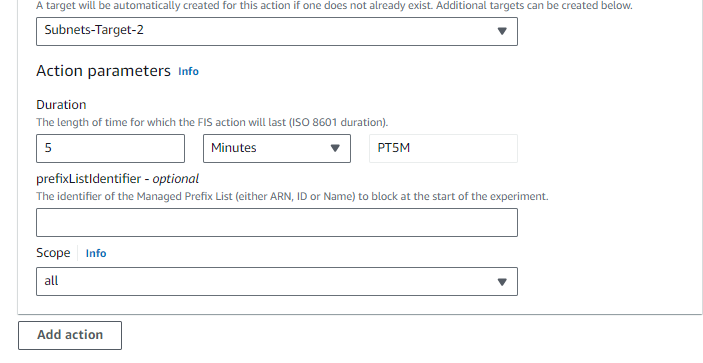 A target will be automatically created for this action if one does not already exist. Additional targets can be created below.
Subnets-Target-2
Action parameters Info
Duration
The length of time for which the FIS action will last (ISO 8601 duration).
5 Minutes PT5M
prefixListIdentifier - optional
The identifier of the Managed Prefix List (either ARN, ID or Name) to block at the start of the experiment.
Scope Info
all
Add action